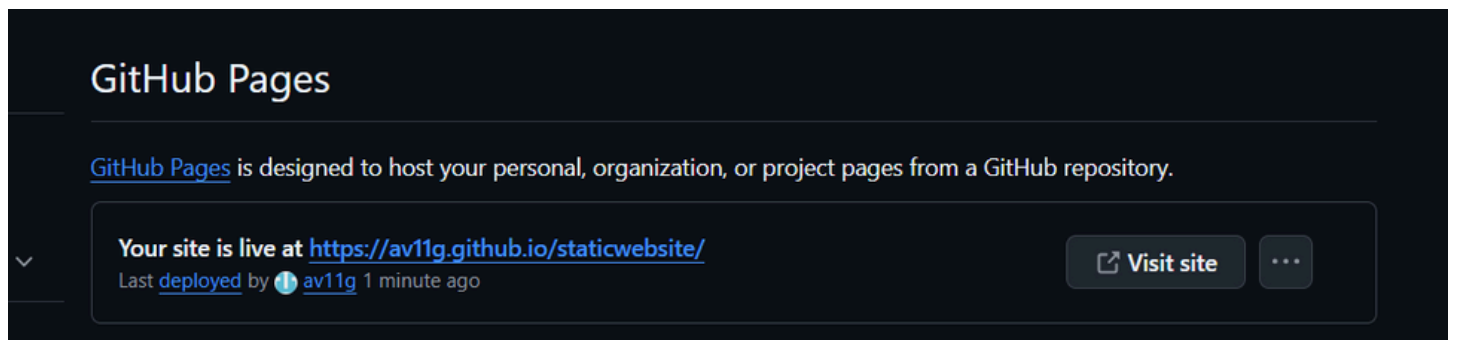 GitHub Pages
GitHub Pages is designed to host your personal, organization, or project pages from a GitHub repository.
Your site is live at https://av11g.github.io/staticwebsite/
Visit site
Last deployed by av11g 1 minute ago